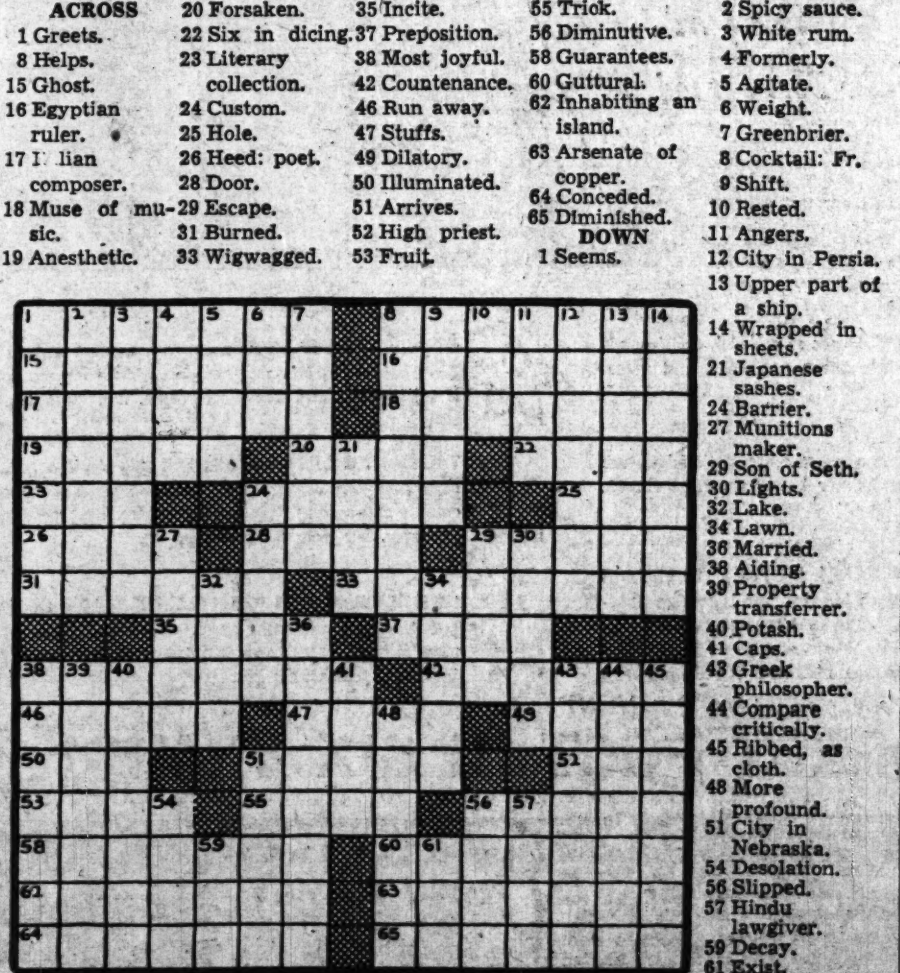 ACROSS
1 Greets.
8 Helps.
15 Ghost.
16 Egyptian
ruler.
17 I lian
composer.
18 Muse of mu-
sic.
19 Anesthetic.
20 Forsaken.
22 Six in dicing.
23 Literary
collection.
24 Custom.
25 Hole.
26 Heed: poet.
28 Door.
29 Escape.
31 Burned.
33 Wigwagged.
35 Incite.
37 Preposition.
38 Most joyful.
42 Countenance.
46 Run away.
47 Stuffs.
49 Dilatory.
50 Illuminated.
51 Arrives.
52 High priest.
53 Fruit.
55 Trick.
56 Diminutive.
58 Guarantees.
60 Guttural.
62 Inhabiting an
island.
63 Arsenate of
copper.
64 Conceded.
65 Diminished.
DOWN
1 Seems.
2 Spicy sauce.
3 White rum.
4 Formerly.
5 Agitate.
6 Weight.
7 Greenbrier.
8 Cocktail: Fr.
9 Shift.
10 Rested.
11 Angers.
12 City in Persia.
13 Upper part of
a ship.
14 Wrapped in
sheets.
21 Japanese
sashes.
24 Barrier.
27 Munitions
maker.
29 Son of Seth.
30 Lights.
32 Lake.
34 Lawn.
36 Married.
38 Aiding.
39 Property
transferrer.
40 Potash.
41 Caps.
43 Greek
philosopher.
44 Compare
critically.
45 Ribbed, as
cloth.
48 More
profound.
51 City in
Nebraska.
54 Desolation.
56 Slipped.
57 Hindu
lawgiver.
59 Decay.
61 Exist.
1 2 3 4 5 6 7 8 9 10 11 12 13 14
15 16
17 18
19 20 21 22
23 24 25
26 27 28 29 30
31 32 33 34
35 36 37
38 39 40 41 42 43 44 45
46 47 48 49
50 51 52
53 54 55 56 57
58 59 60 61
62 63
64 65